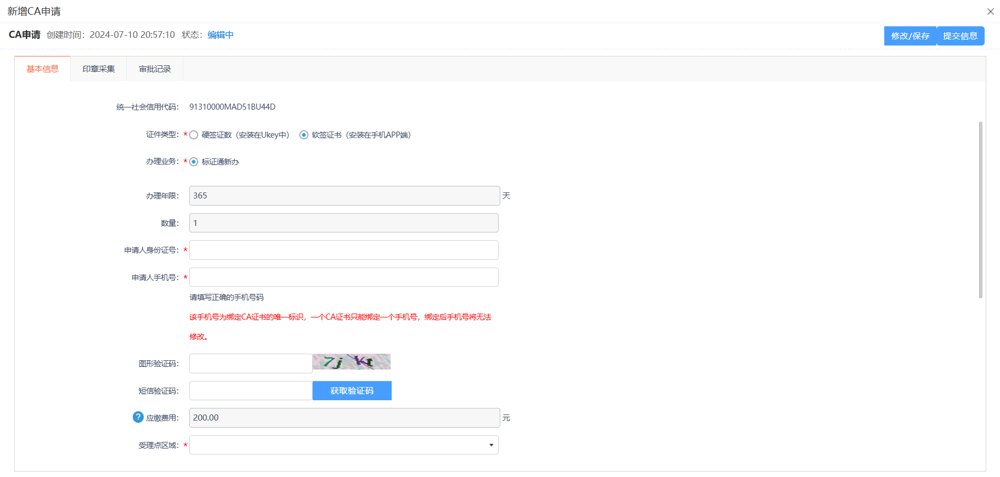 新增CA申请
CA申请 创建时间：2024-07-10 20:57:10 状态：编辑中 修改/保存 提交信息
基本信息 印章采集 审批记录
统一社会信用代码： 91310000MAD51BU44D
证件类型：* 硬签证数（安装在Ukey中） 软签证书（安装在手机APP端）
办理业务：* 标证通新办
办理年限： 365 天
数量： 1
申请人身份证号：*
申请人手机号：*
请填写正确的手机号码
该手机号为绑定CA证书的唯一标识，一个CA证书只能绑定一个手机号，绑定后手机号将无法
修改。
图形验证码：
短信验证码： 获取验证码
? 应缴费用： 200.00 元
受理点区域：*